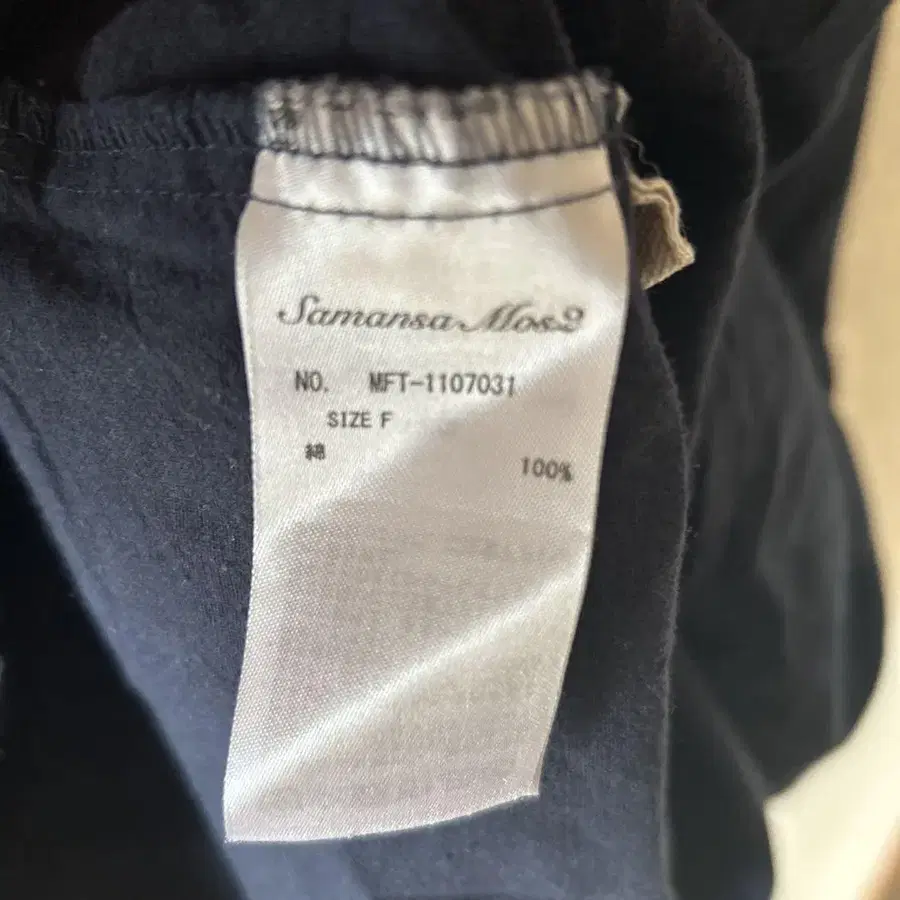 Samansa Mos2
NO. MFT-1107031
SIZE F
綿 100%